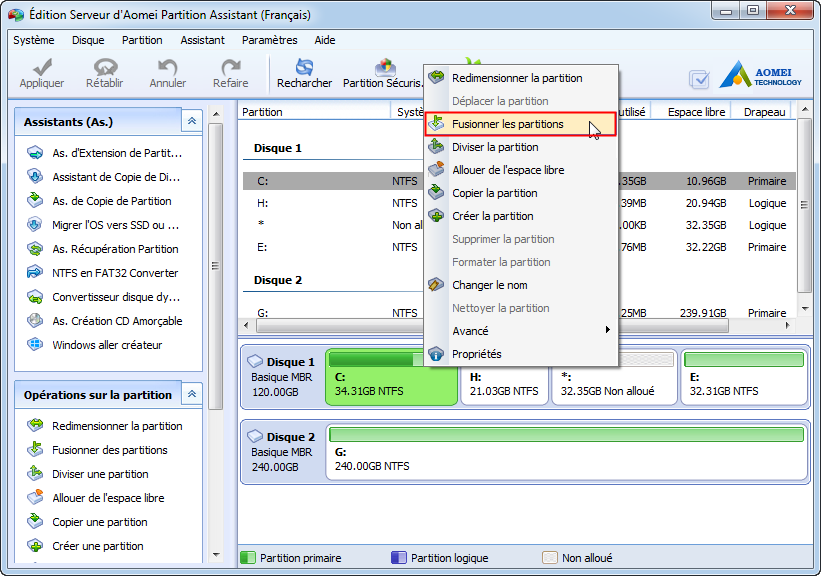 Édition Serveur d'Aomei Partition Assistant (Français)
Système Disque Partition Assistant Paramètres Aide
Appliquer Rétablir Annuler Refaire Rechercher Partition Sécuris.
AOMEI
TECHNOLOGY
Assistants (As.)
As. d'Extension de Partit...
Assistant de Copie de Di...
As. de Copie de Partition
Migrer l'OS vers SSD ou ...
As. Récupération Partition
NTFS en FAT32 Converter
Convertisseur disque dy...
As. Création CD Amorçable
Windows aller créateur
Opérations sur la partition
Redimensionner la partition
Fusionner des partitions
Diviser une partition
Allouer de l'espace libre
Copier une partition
Créer une partition
Partition Systè. utilisé Espace libre Drapeau
Disque 1
C: NTFS .35GB 10.96GB Primaire
H: NTFS 39MB 20.94GB Logique
* Non al .00KB 32.35GB Logique
E: NTFS 76MB 32.22GB Primaire
Disque 2
G: NTFS 25MB 239.91GB Primaire
Redimensionner la partition
Déplacer la partition
Fusionner les partitions
Diviser la partition
Allouer de l'espace libre
Copier la partition
Créer la partition
Supprimer la partition
Formater la partition
Changer le nom
Nettoyer la partition
Avancé
Propriétés
Disque 1
Basique MBR
120.00GB
C:
34.31GB NTFS
H:
21.03GB NTFS
*:
32.35GB Non alloué
E:
32.31GB NTFS
Disque 2
Basique MBR
240.00GB
G:
240.00GB NTFS
Partition primaire Partition logique Non alloué